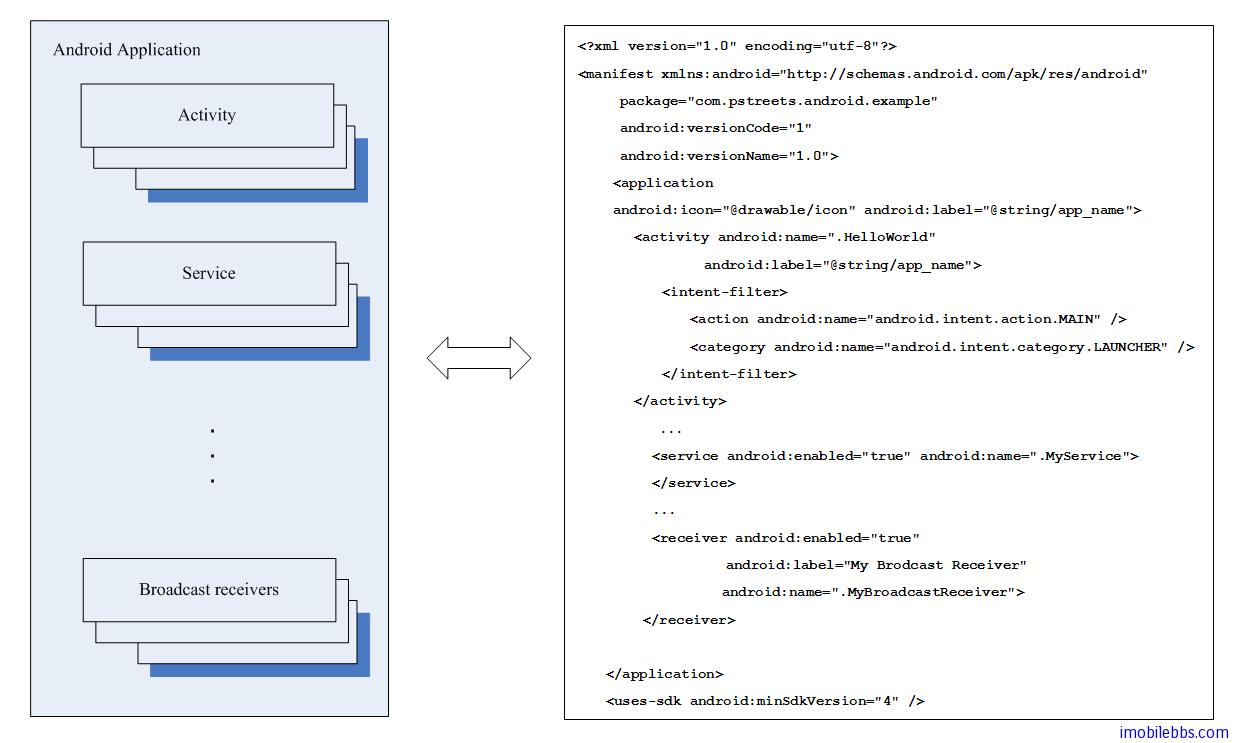 Android Application
Activity
Service
.
.
.
Broadcast receivers
<?xml version="1.0" encoding="utf-8"?>
<manifest xmlns:android="http://schemas.android.com/apk/res/android"
package="com.pstreets.android.example"
android:versionCode="1"
android:versionName="1.0">
<application
android:icon="@drawable/icon" android:label="@string/app_name">
<activity android:name=".HelloWorld"
android:label="@string/app_name">
<intent-filter>
<action android:name="android.intent.action.MAIN" />
<category android:name="android.intent.category.LAUNCHER" />
</intent-filter>
</activity>
...
<service android:enabled="true" android:name=".MyService">
</service>
...
<receiver android:enabled="true"
android:label="My Brodcast Receiver"
android:name=".MyBroadcastReceiver">
</receiver>
</application>
<uses-sdk android:minSdkVersion="4" />
imobilebbs.com